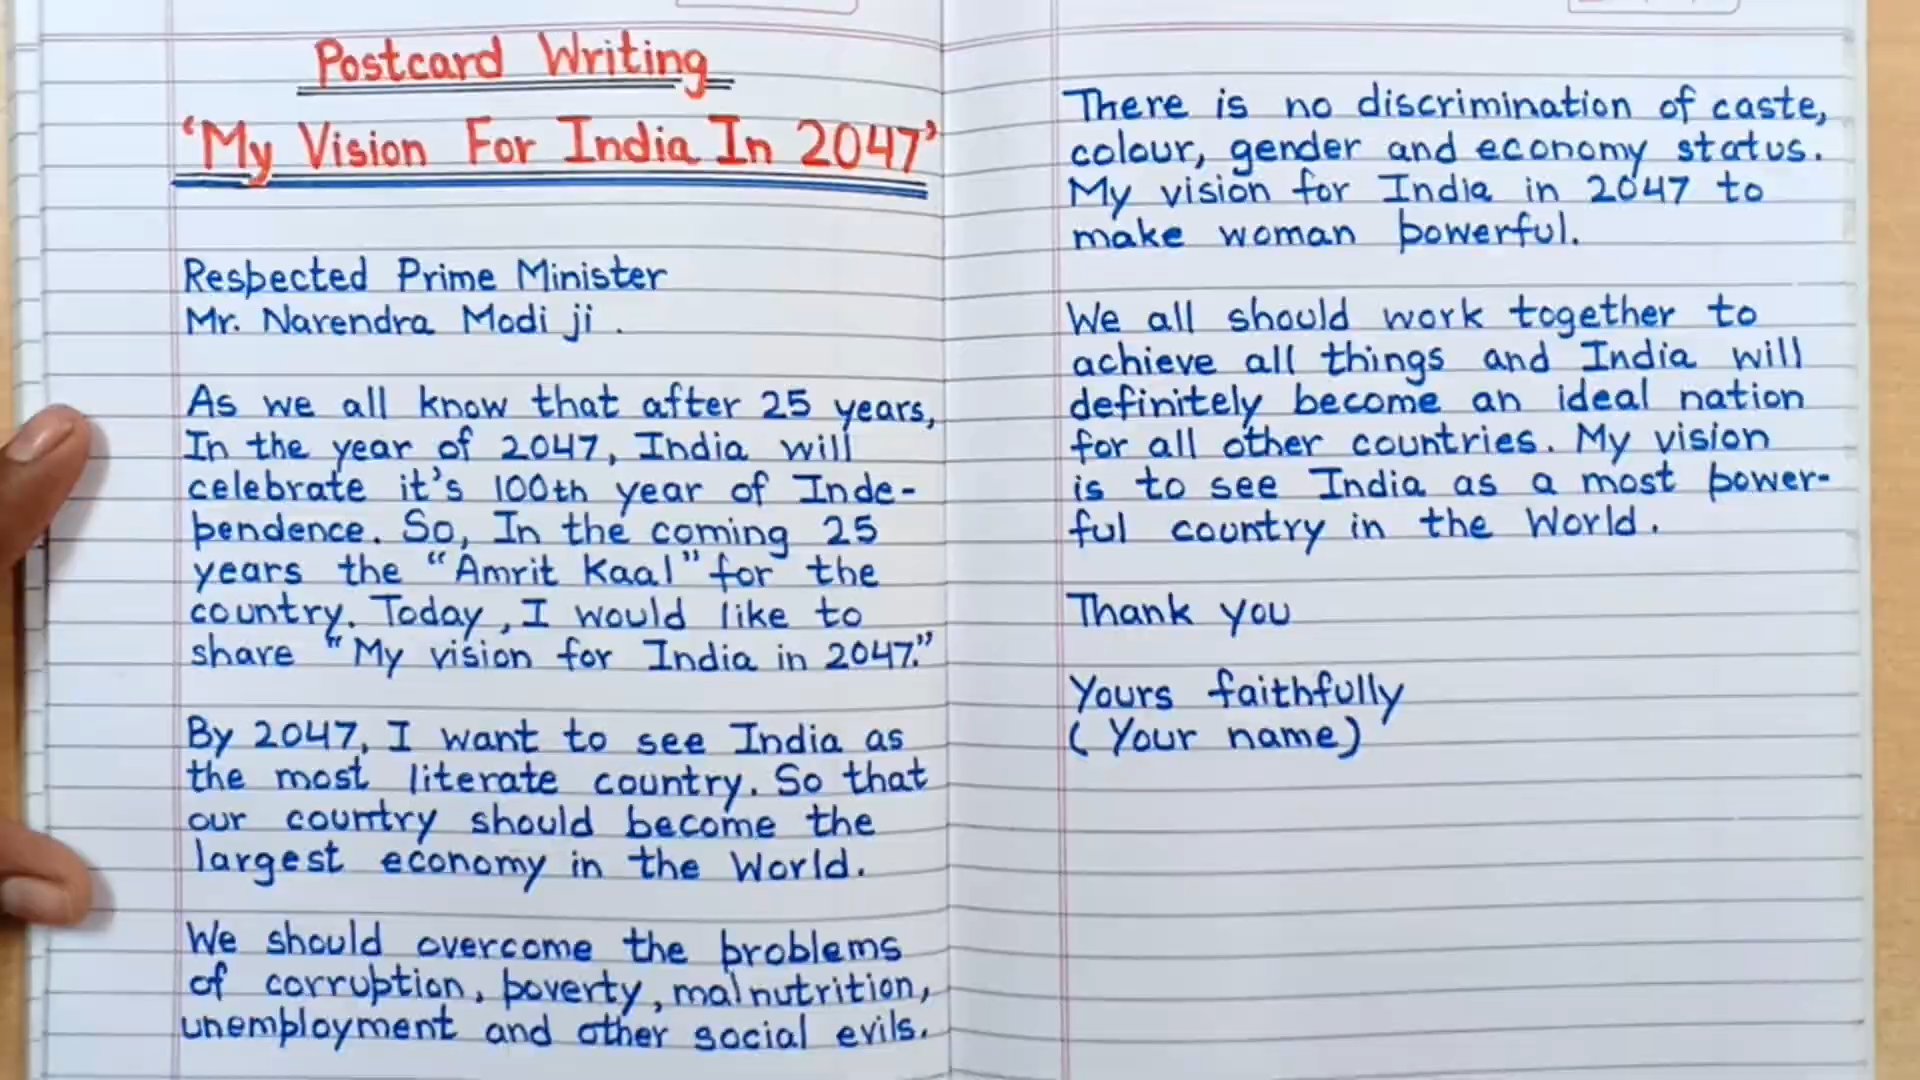 Postcard Writing
‘My Vision For India In 2047’
Respected Prime Minister
Mr. Narendra Modi ji .
As we all know that after 25 years,
In the year of 2047, India will
celebrate it's 100th year of Inde-
pendence. So, In the coming 25
years the “Amrit Kaal” for the
country. Today, I would like to
share “My vision for India in 2047.”
By 2047, I want to see India as
the most literate country. So that
our country should become the
largest economy in the World.
We should overcome the problems
of corruption, poverty, malnutrition,
unemployment and other social evils.
There is no discrimination of caste,
colour, gender and economy status.
My vision for India in 2047 to
make woman powerful.
We all should work together to
achieve all things and India will
definitely become an ideal nation
for all other countries. My vision
is to see India as a most power-
ful country in the World.
Thank you
Yours faithfully
(Your name)